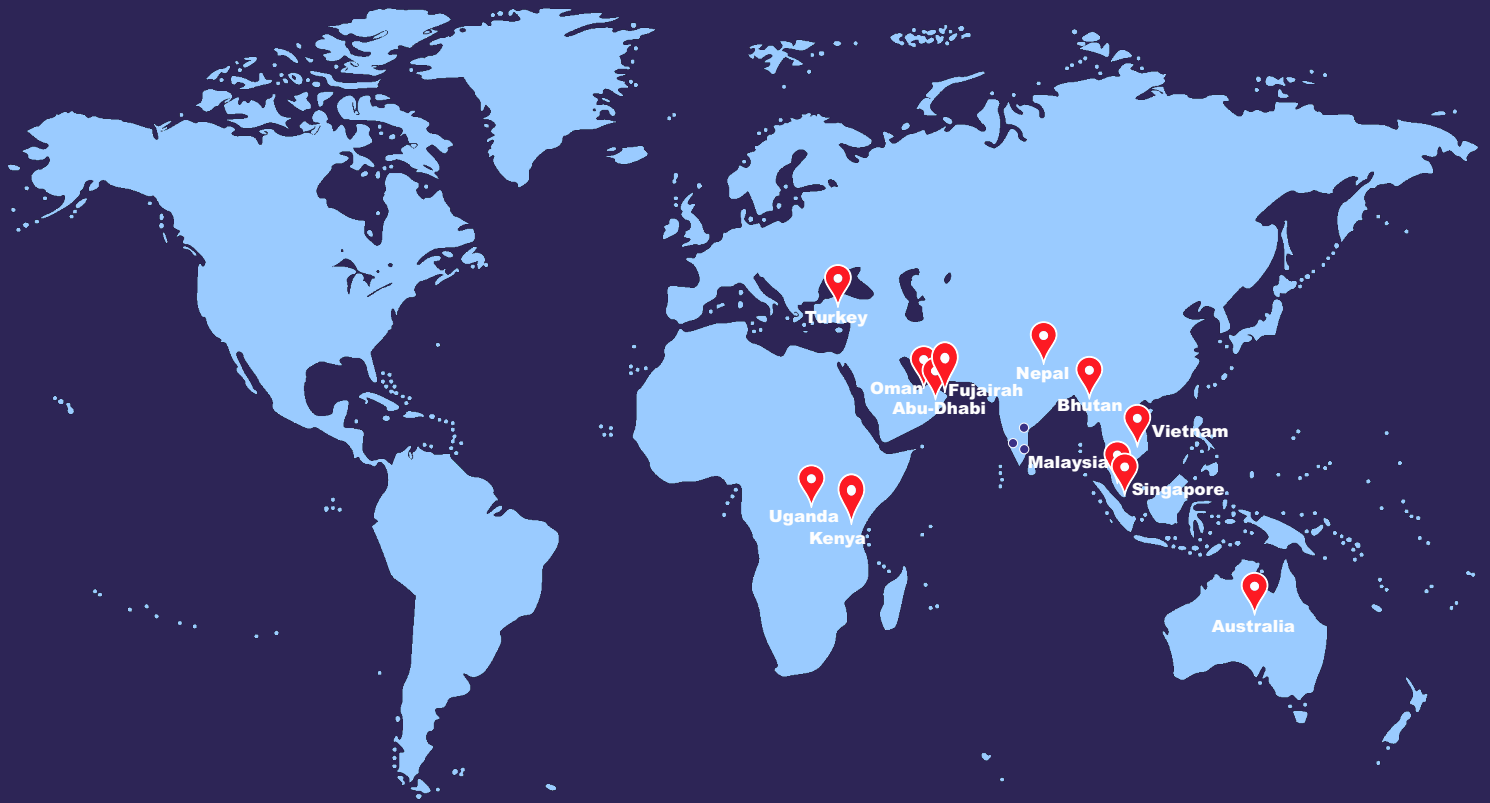 Turkey
Nepal
Oman
Fujairah
Abu-Dhabi
Bhutan
Vietnam
Malaysia
Singapore
Uganda
Kenya
Australia